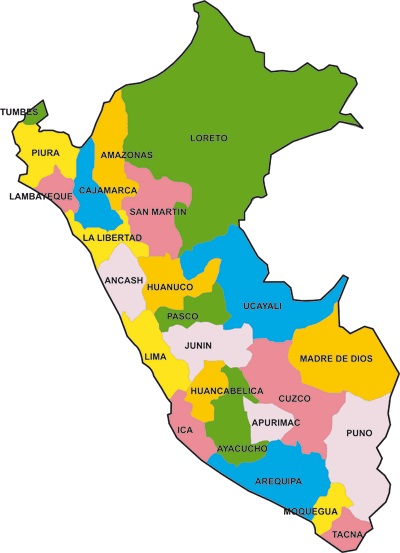 TUMBES
LORETO
PIURA
AMAZONAS
CAJAMARCA
LAMBAYEQUE
SAN MARTIN
LA LIBERTAD
ANCASH
HUANUCO
UCAYALI
PASCO
JUNIN
LIMA
MADRE DE DIOS
HUANCABELICA
CUZCO
APURIMAC
ICA
PUNO
AYACUCHO
AREQUIPA
MOQUEGUA
TACNA